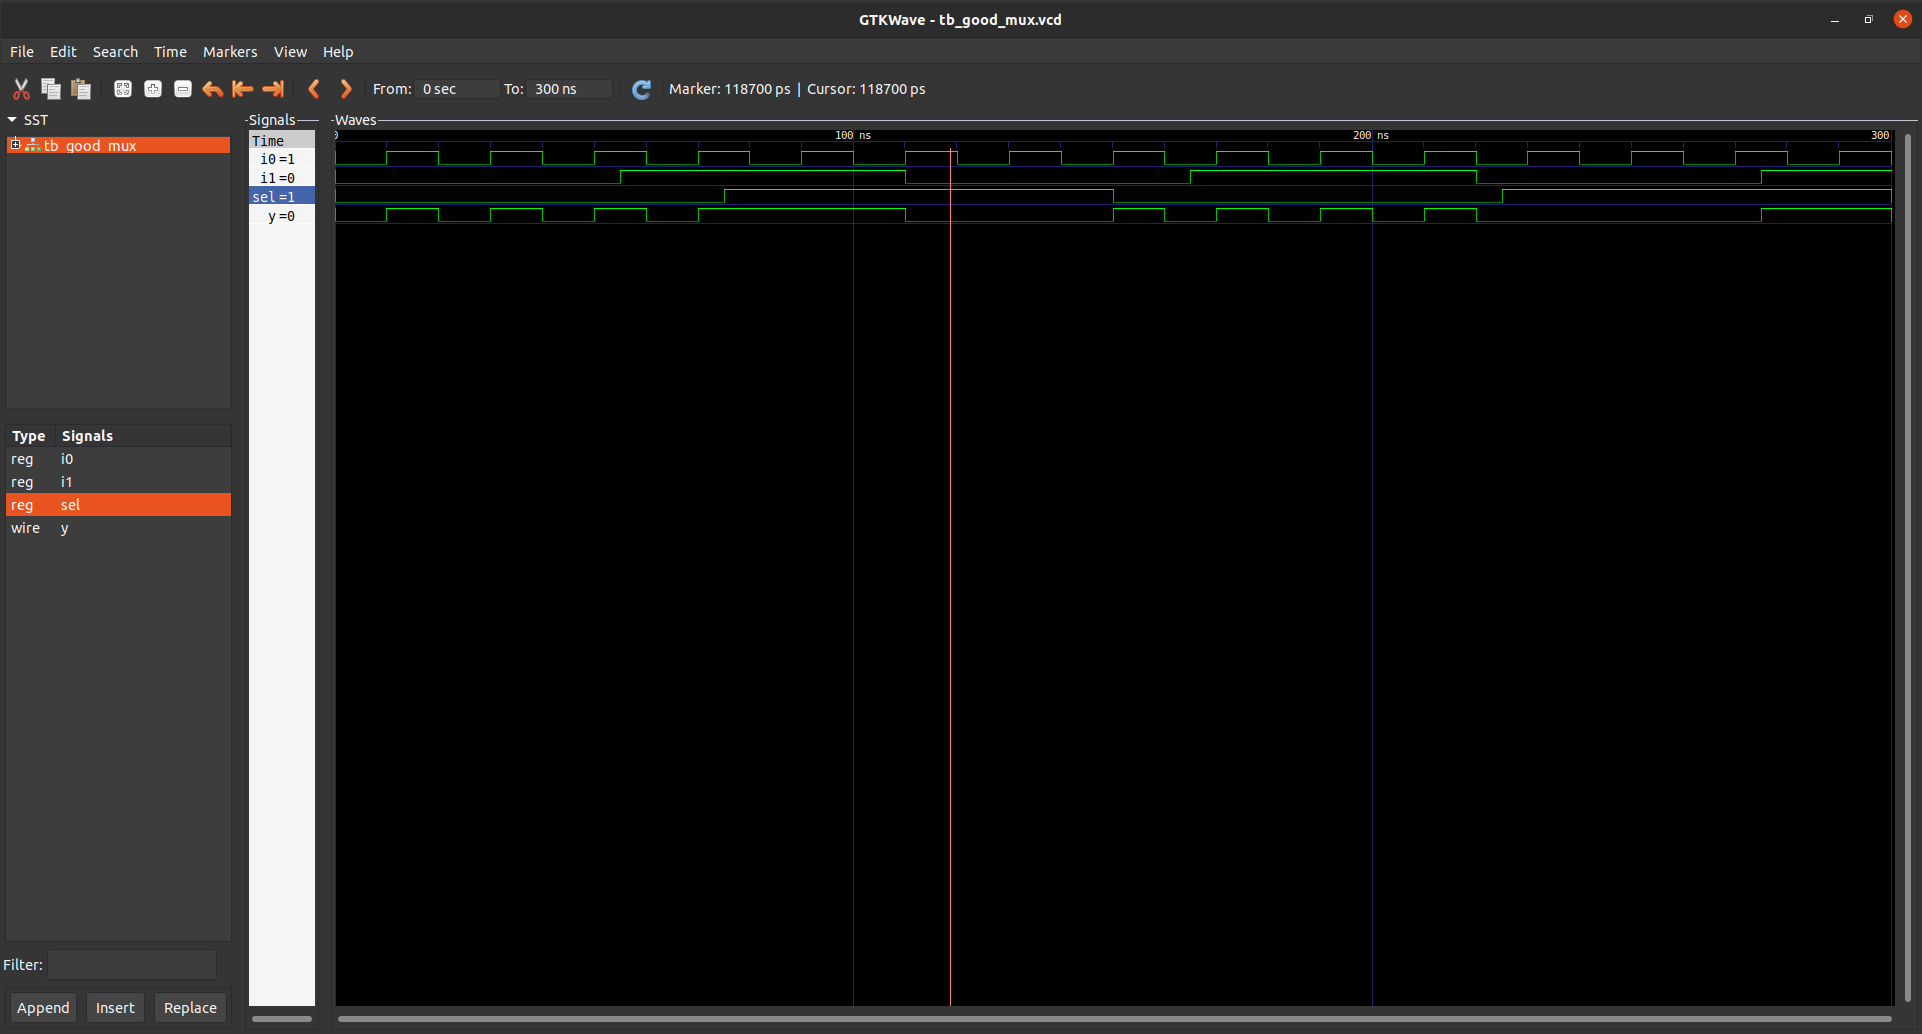 GTKWave - tb_good_mux.vcd
File Edit Search Time Markers View Help
From: 0 sec To: 300 ns Marker: 118700 ps | Cursor: 118700 ps
SST
tb_good_mux
Type Signals
reg i0
reg i1
reg sel
wire y
Filter:
Append Insert Replace
Signals
Time
i0=1
i1=0
sel=1
y=0
Waves
0 100 ns 200 ns 300